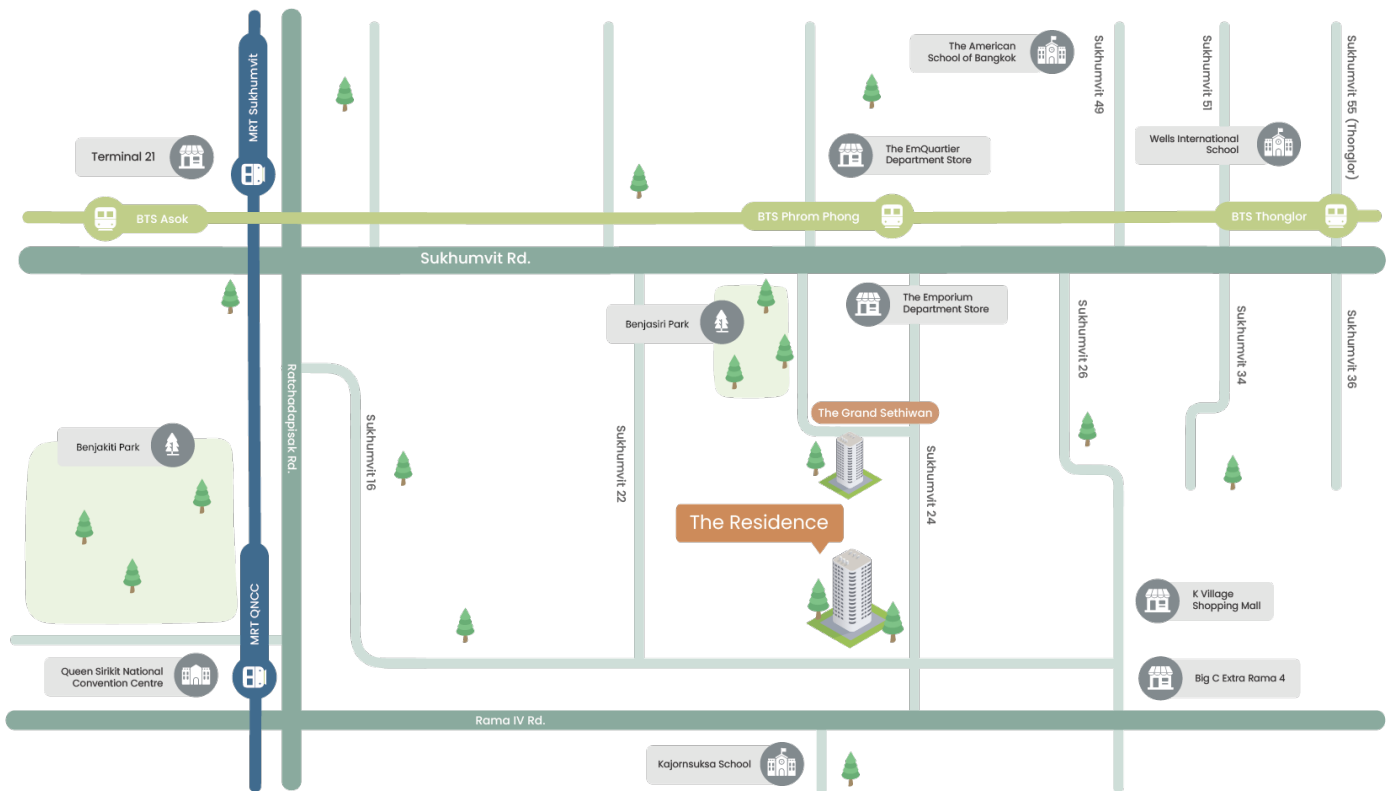 MRT Sukhumvit
The American
School of Bangkok
Sukhumvit 49
Sukhumvit 51
Sukhumvit 55 (Thonglor)
Terminal 21
The EmQuartier
Department Store
Wells International
School
BTS Asok
BTS Phrom Phong
BTS Thonglor
Sukhumvit Rd.
Benjasiri Park
The Emporium
Department Store
Sukhumvit 26
Sukhumvit 34
Sukhumvit 36
Ratchadapisak Rd.
Sukhumvit 16
Sukhumvit 22
The Grand Sethiwan
Sukhumvit 24
Benjakiti Park
The Residence
MRT QNCC
K Village
Shopping Mall
Queen Sirikit National
Convention Centre
Big C Extra Rama 4
Rama IV Rd.
Kajornsuksa School